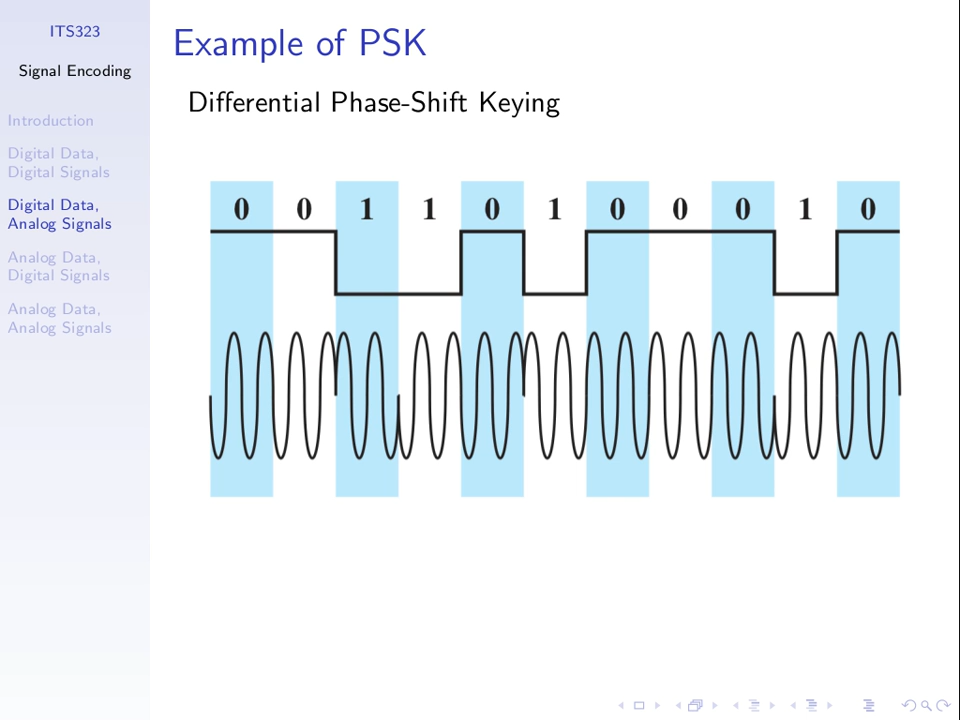 ITS323
Signal Encoding
Introduction
Digital Data,
Digital Signals
Digital Data,
Analog Signals
Analog Data,
Digital Signals
Analog Data,
Analog Signals
Example of PSK
Differential Phase-Shift Keying
0 0 1 1 0 1 0 0 0 1 0